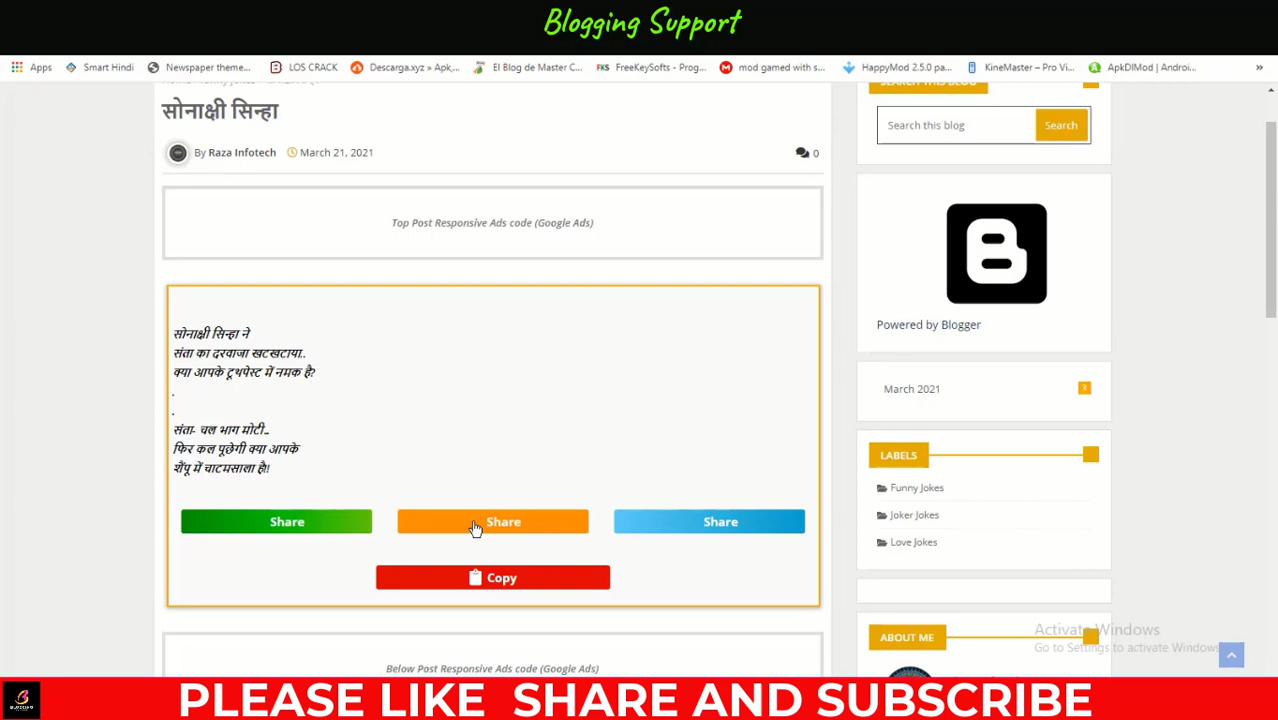 Blogging Support
Apps Smart Hindi Newspaper theme... LOS CRACK Descarga.xyz » Apk,... El Blog de Master C... FreeKeySofts - Prog... mod gamed with s... HappyMod 2.5.0 pa... KineMaster – Pro Vi... ApkDlMod | Androi... »
सोनाक्षी सिन्हा
By Raza Infotech March 21, 2021 0
Top Post Responsive Ads code (Google Ads)
सोनाक्षी सिन्हा ने
संता का दरवाजा खटखटाया..
क्या आपके टूथपेस्ट में नमक है?
.
.
संता- चल भाग मोटी...
फिर कल पूछेगी क्या आपके
शैंपू में चाटमसाला है!!
Share Share Share
Copy
Below Post Responsive Ads code (Google Ads)
SEARCH THIS BLOG
Search this blog Search
Powered by Blogger
March 2021 3
LABELS
Funny Jokes
Joker Jokes
Love Jokes
ABOUT ME
Activate Windows
Go to Settings to activate Windows.
PLEASE LIKE SHARE AND SUBSCRIBE